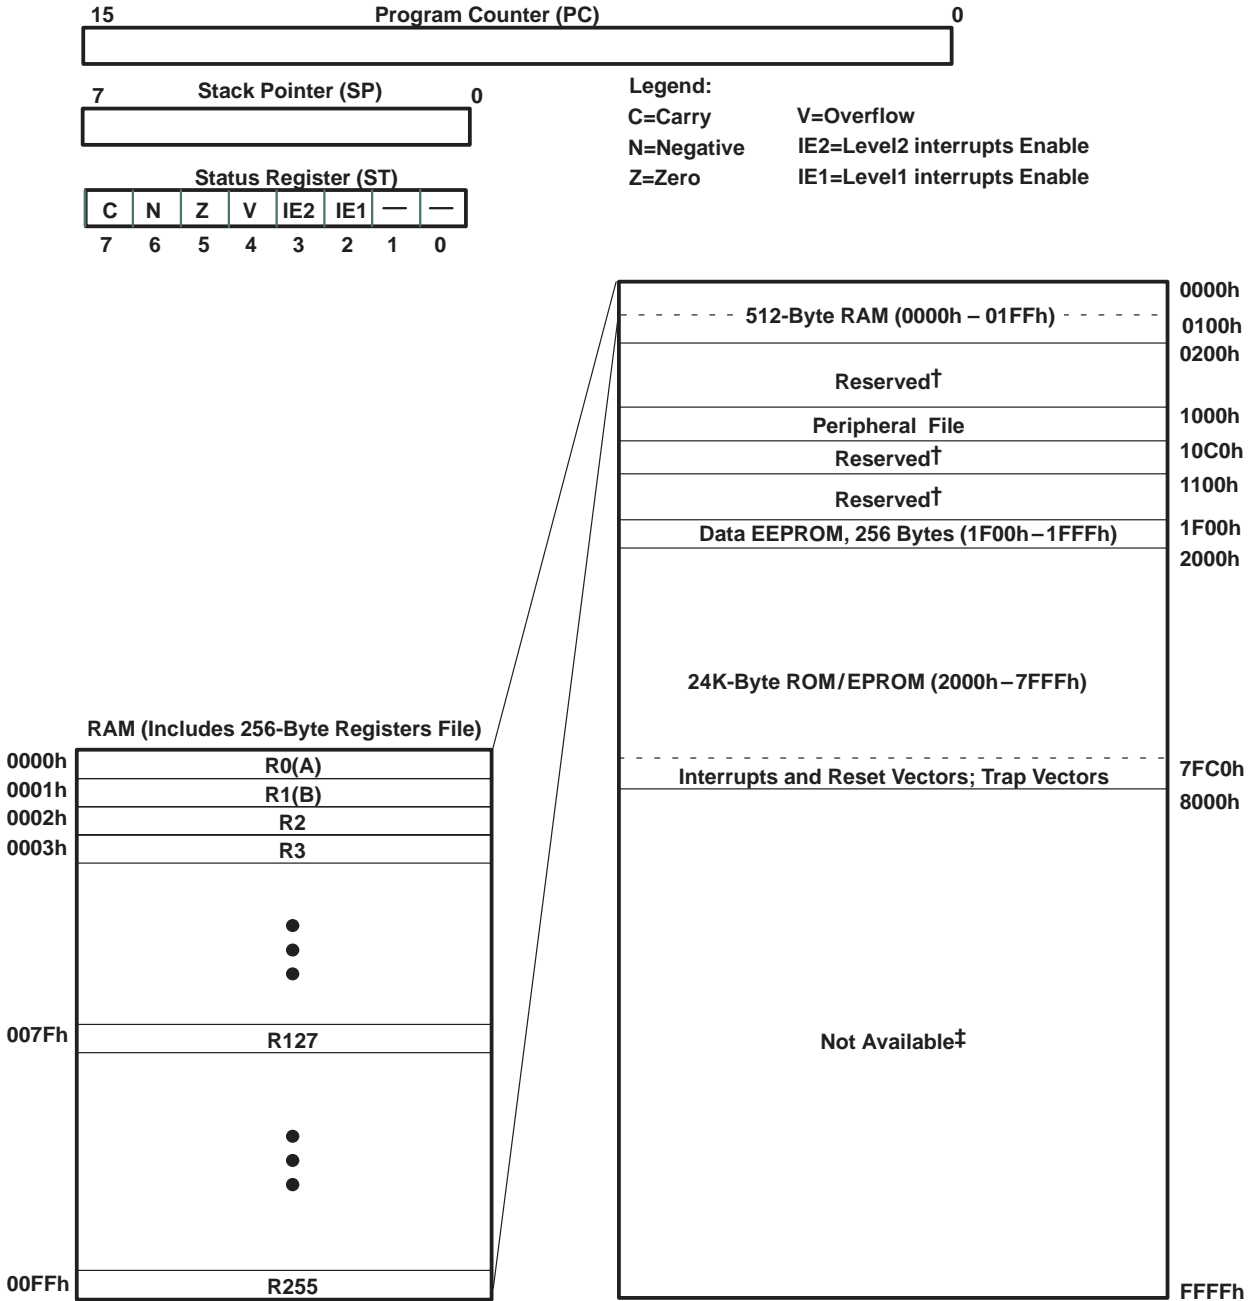 15 Program Counter (PC) 0
7 Stack Pointer (SP) 0
Legend:
C=Carry V=Overflow
N=Negative IE2=Level2 interrupts Enable
Z=Zero IE1=Level1 interrupts Enable
Status Register (ST)
C N Z V IE2 IE1 — —
7 6 5 4 3 2 1 0
0000h
512-Byte RAM (0000h – 01FFh)
0100h
0200h
Reserved†
1000h
Peripheral File
10C0h
Reserved†
1100h
Reserved†
1F00h
Data EEPROM, 256 Bytes (1F00h–1FFFh)
2000h
24K-Byte ROM/EPROM (2000h–7FFFh)
7FC0h
Interrupts and Reset Vectors; Trap Vectors
8000h
Not Available‡
FFFFh
RAM (Includes 256-Byte Registers File)
0000h R0(A)
0001h R1(B)
0002h R2
0003h R3
007Fh R127
00FFh R255